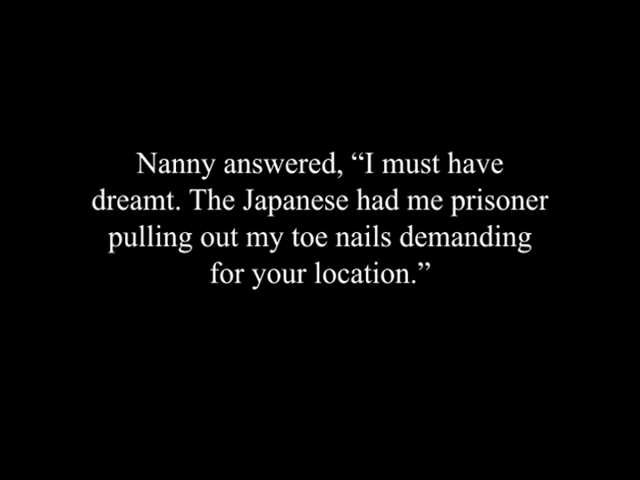 Nanny answered, “I must have
dreamt. The Japanese had me prisoner
pulling out my toe nails demanding
for your location.”